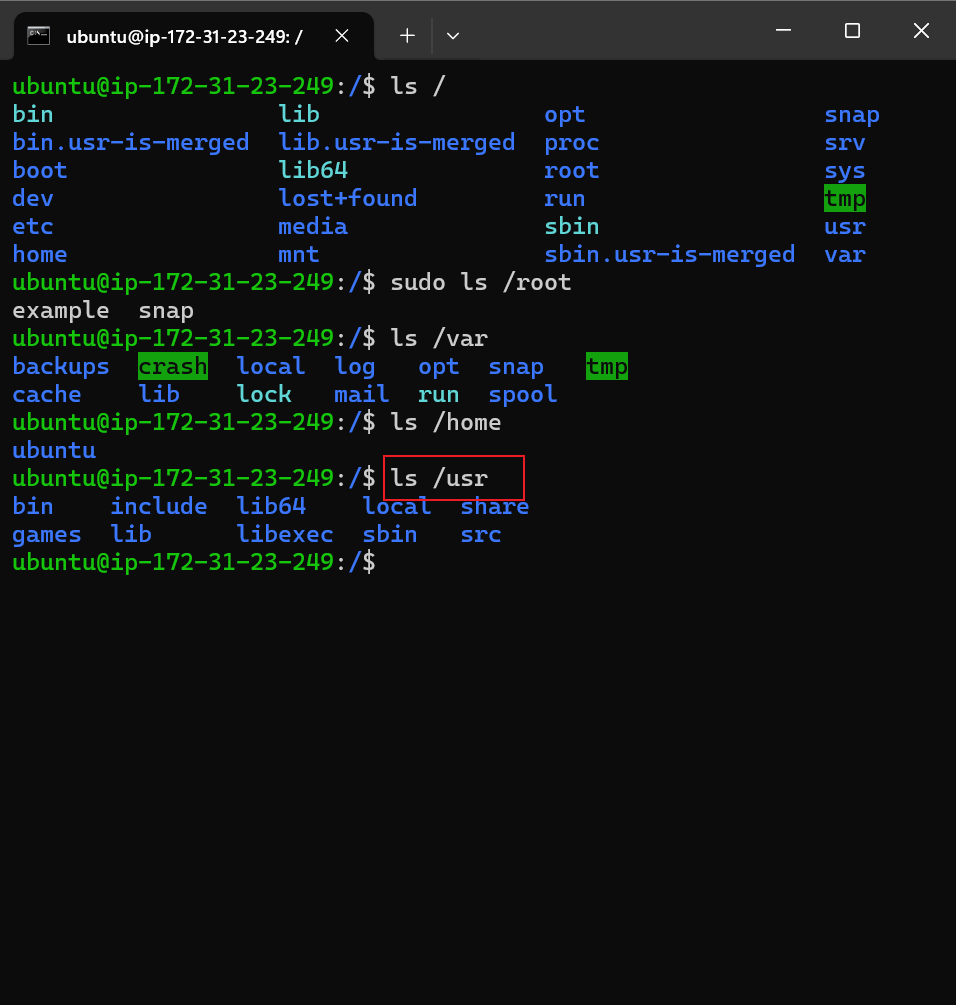 ubuntu@ip-172-31-23-249: /
ubuntu@ip-172-31-23-249:/$ ls /
bin lib opt snap
bin.usr-is-merged lib.usr-is-merged proc srv
boot lib64 root sys
dev lost+found run tmp
etc media sbin usr
home mnt sbin.usr-is-merged var
ubuntu@ip-172-31-23-249:/$ sudo ls /root
example snap
ubuntu@ip-172-31-23-249:/$ ls /var
backups crash local log opt snap tmp
cache lib lock mail run spool
ubuntu@ip-172-31-23-249:/$ ls /home
ubuntu
ubuntu@ip-172-31-23-249:/$ ls /usr
bin include lib64 local share
games lib libexec sbin src
ubuntu@ip-172-31-23-249:/$